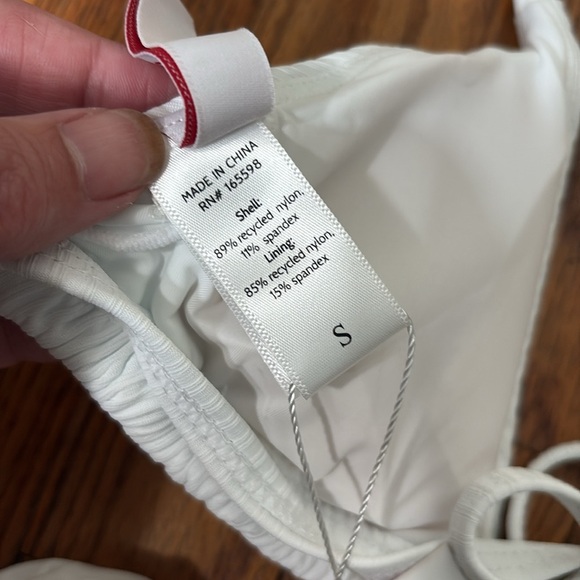 MADE IN CHINA
RN# 165598
Shell:
89% recycled nylon,
11% spandex
Lining:
85% recycled nylon,
15% spandex
S